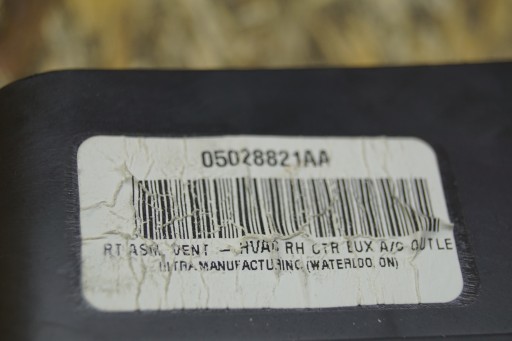 05028821AA
RT ASM, VENT - HVAC RH CTR LUX A/C OUTLE
ULTRA MANUFACTURING (WATERLOO, ON)